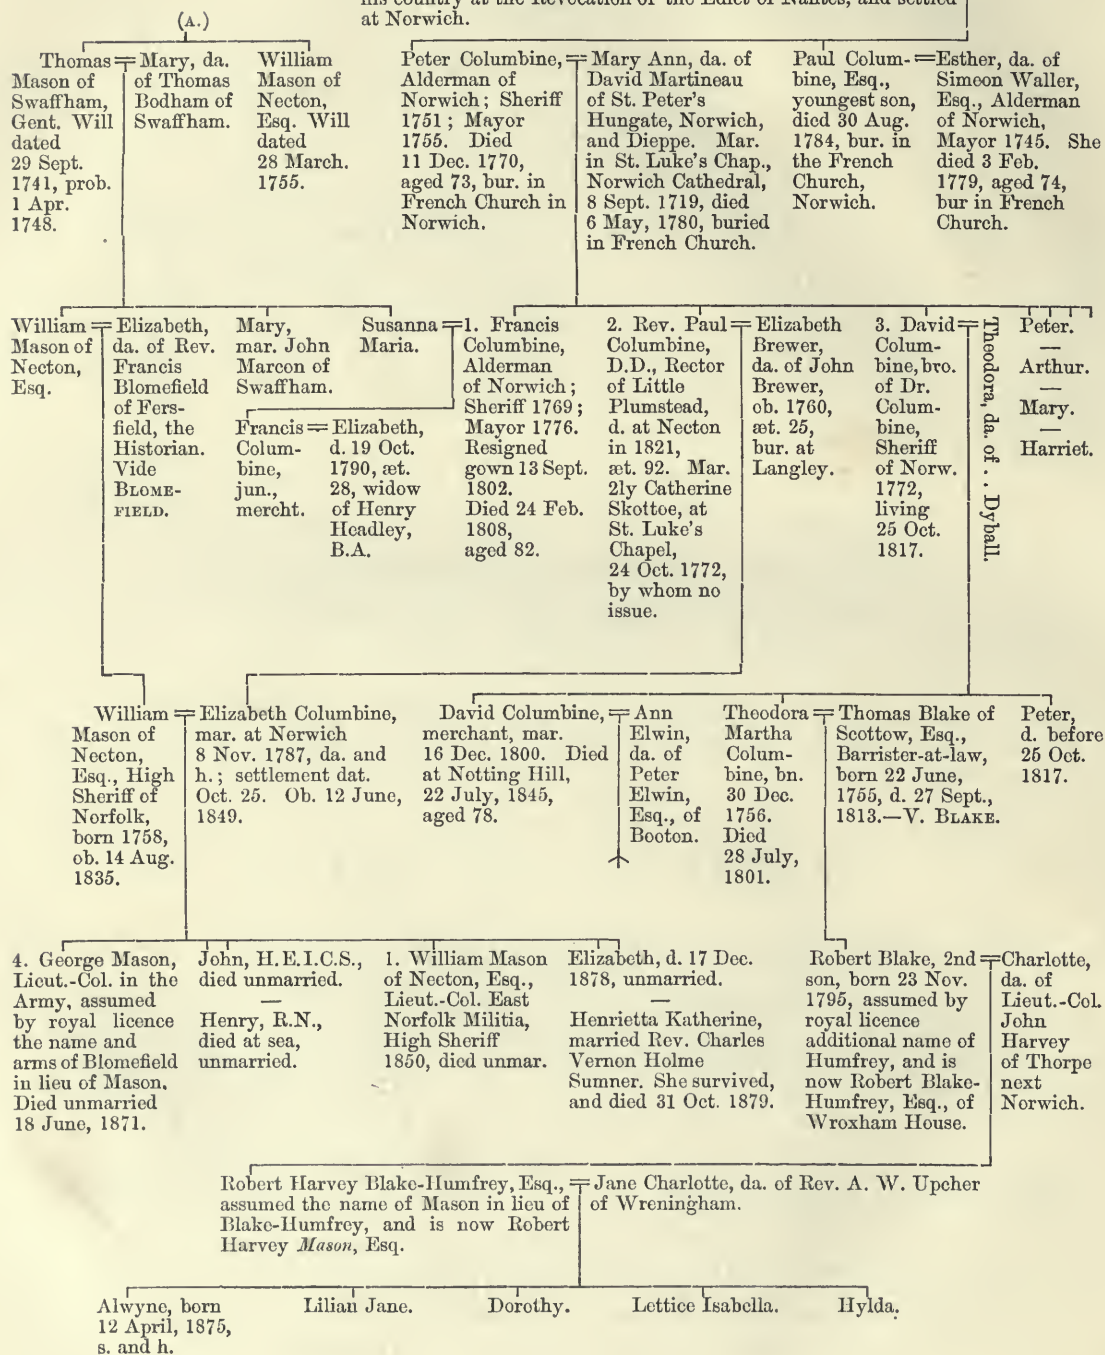 his country at the Revocation of the Edict of Nantes, and settled
at Norwich.
(A.)
Thomas
Mason of
Swaffham,
Gent. Will
dated
29 Sept.
1741, prob.
1 Apr.
1748.
Mary, da.
of Thomas
Bodham of
Swaffham.
William
Mason of
Necton,
Esq. Will
dated
28 March.
1755.
Peter Columbine,
Alderman of
Norwich; Sheriff
1751; Mayor
1755. Died
11 Dec. 1770,
aged 73, bur. in
French Church in
Norwich.
Mary Ann, da. of
David Martineau
of St. Peter's
Hungate, Norwich,
and Dieppe. Mar.
in St. Luke's Chap.,
Norwich Cathedral,
8 Sept. 1719, died
6 May, 1780, buried
in French Church.
Paul Colum-
bine, Esq.,
youngest son,
died 30 Aug.
1784, bur. in
the French
Church,
Norwich.
Esther, da. of
Simeon Waller,
Esq., Alderman
of Norwich,
Mayor 1745. She
died 3 Feb.
1779, aged 74,
bur in French
Church.
William
Mason of
Necton,
Esq.
Elizabeth,
da. of Rev.
Francis
Blomefield
of Fers-
field, the
Historian.
Vide
BLOME-
FIELD.
Mary,
mar. John
Marcon of
Swaffham.
Susanna
Maria.
1. Francis
Columbine,
Alderman
of Norwich;
Sheriff 1769;
Mayor 1776.
Resigned
gown 13 Sept.
1802.
Died 24 Feb.
1808,
aged 82.
Francis
Colum-
bine,
jun.,
mercht.
Elizabeth,
d. 19 Oct.
1790, æt.
28, widow
of Henry
Headley,
B.A.
2. Rev. Paul
Columbine,
D.D., Rector
of Little
Plumstead,
d. at Necton
in 1821,
æt. 92. Mar.
2ly Catherine
Skottoe, at
St. Luke's
Chapel,
24 Oct. 1772,
by whom no
issue.
Elizabeth
Brewer,
da. of John
Brewer,
ob. 1760,
æt. 25,
bur. at
Langley.
3. David
Colum-
bine, bro.
of Dr.
Colum-
bine,
Sheriff
of Norw.
1772,
living
25 Oct.
1817.
Theodora, da. of . . Dyball.
Peter.
—
Arthur.
—
Mary.
—
Harriet.
William
Mason of
Necton,
Esq., High
Sheriff of
Norfolk,
born 1758,
ob. 14 Aug.
1835.
Elizabeth Columbine,
mar. at Norwich
8 Nov. 1787, da. and
h.; settlement dat.
Oct. 25. Ob. 12 June,
1849.
David Columbine,
merchant, mar.
16 Dec. 1800. Died
at Notting Hill,
22 July, 1845,
aged 78.
Ann
Elwin,
da. of
Peter
Elwin,
Esq., of
Booton.
Theodora
Martha
Colum-
bine, bn.
30 Dec.
1756.
Died
28 July,
1801.
Thomas Blake of
Scottow, Esq.,
Barrister-at-law,
born 22 June,
1755, d. 27 Sept.,
1813.—V. BLAKE.
Peter,
d. before
25 Oct.
1817.
4. George Mason,
Lieut.-Col. in the
Army, assumed
by royal licence
the name and
arms of Blomefield
in lieu of Mason.
Died unmarried
18 June, 1871.
John, H.E.I.C.S.,
died unmarried.
—
Henry, R.N.,
died at sea,
unmarried.
1. William Mason
of Necton, Esq.,
Lieut.-Col. East
Norfolk Militia,
High Sheriff
1850, died unmar.
Elizabeth, d. 17 Dec.
1878, unmarried.
—
Henrietta Katherine,
married Rev. Charles
Vernon Holme
Sumner. She survived,
and died 31 Oct. 1879.
Robert Blake, 2nd
son, born 23 Nov.
1795, assumed by
royal licence
additional name of
Humfrey, and is
now Robert Blake-
Humfrey, Esq., of
Wroxham House.
Charlotte,
da. of
Lieut.-Col.
John
Harvey
of Thorpe
next
Norwich.
Robert Harvey Blake-Humfrey, Esq.,
assumed the name of Mason in lieu of
Blake-Humfrey, and is now Robert
Harvey Mason, Esq.
Jane Charlotte, da. of Rev. A. W. Upcher
of Wreningham.
Alwyne, born
12 April, 1875,
s. and h.
Lilian Jane.
Dorothy.
Lettice Isabella.
Hylda.